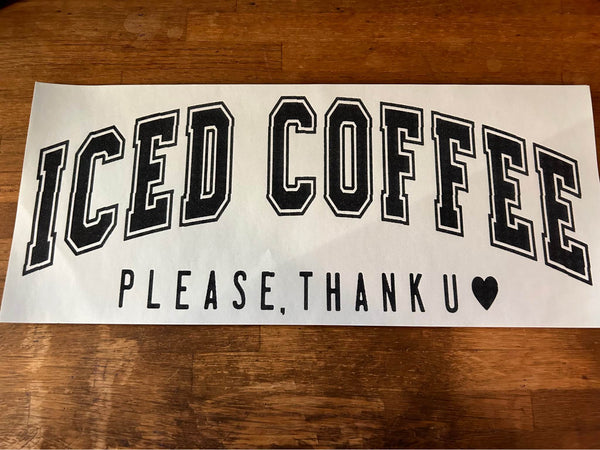 ICED COFFEE
PLEASE, THANK U♥